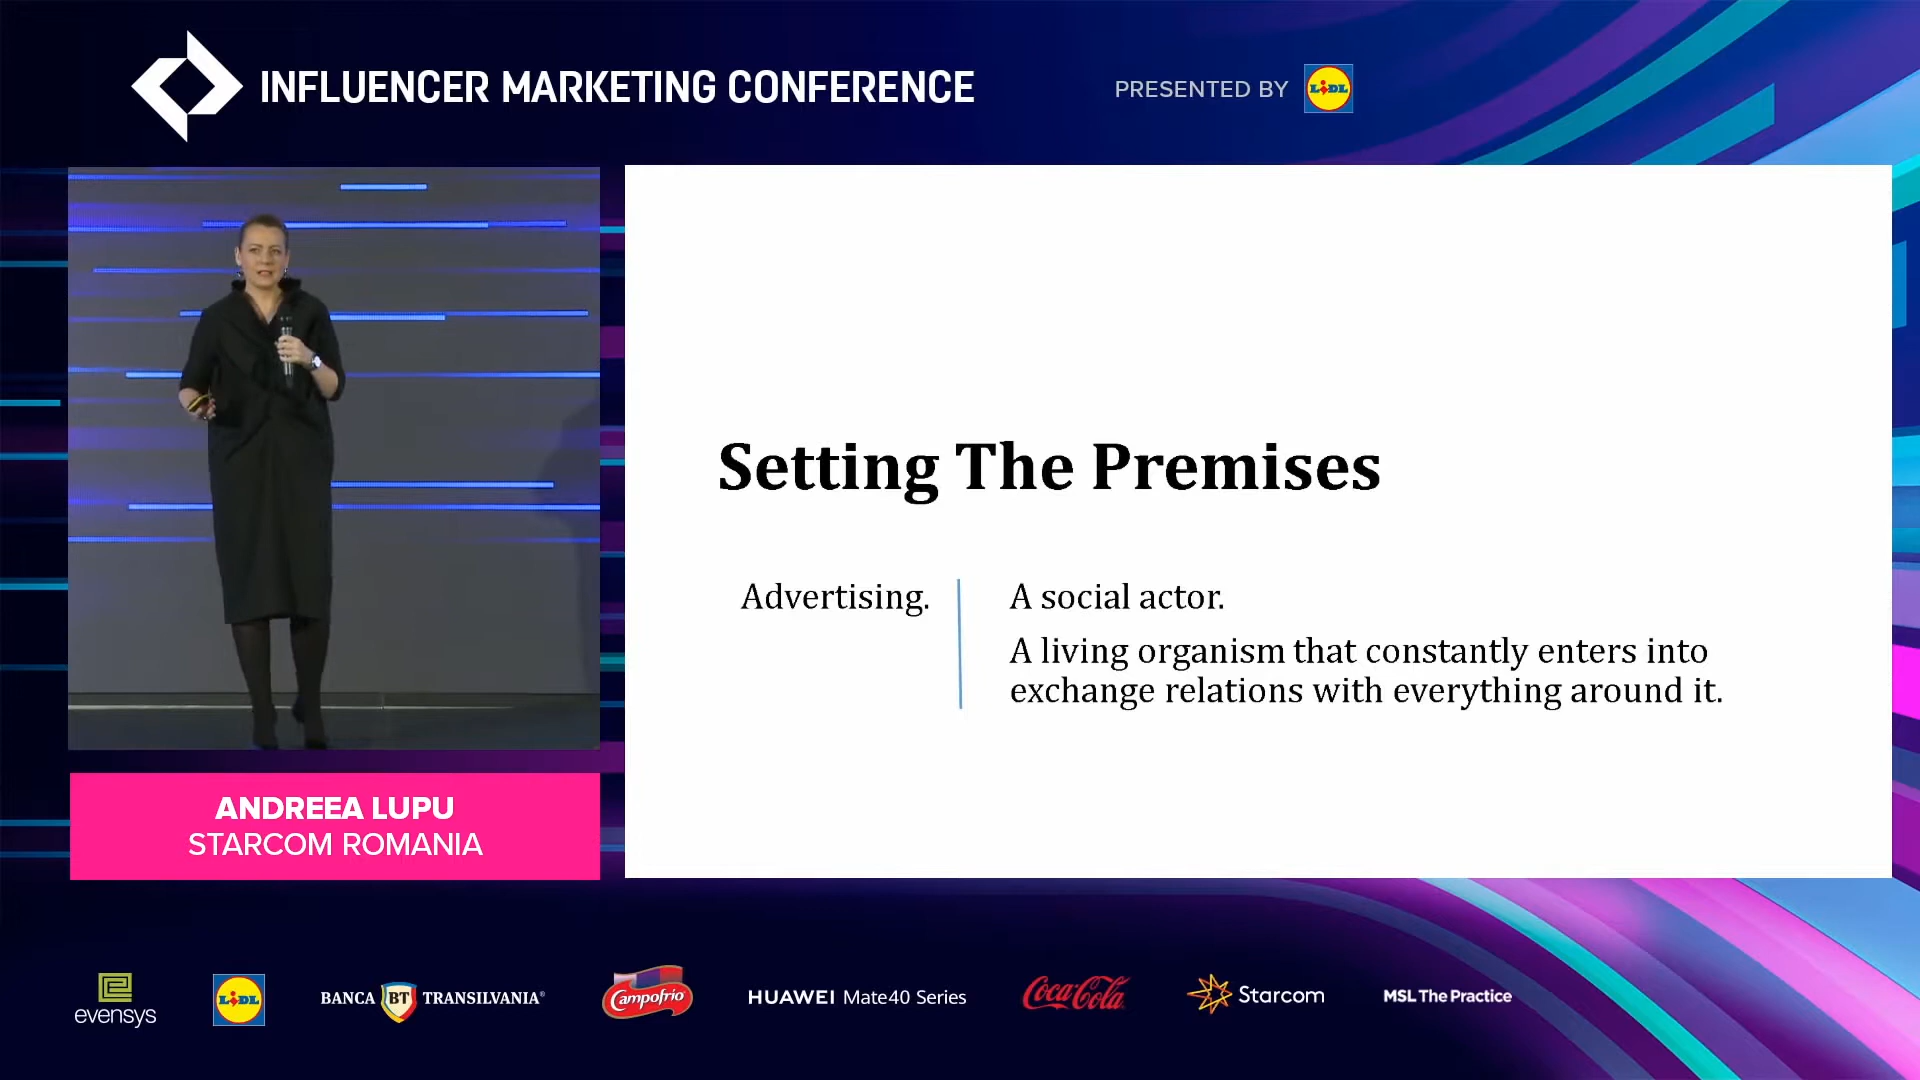 INFLUENCER MARKETING CONFERENCE
PRESENTED BY
LIDL
Setting The Premises
Advertising.
A social actor.
A living organism that constantly enters into
exchange relations with everything around it.
ANDREEA LUPU
STARCOM ROMANIA
evensys
LIDL
BANCA BT TRANSILVANIA®
Campofrio
HUAWEI Mate40 Series
Coca-Cola
Starcom
MSL The Practice